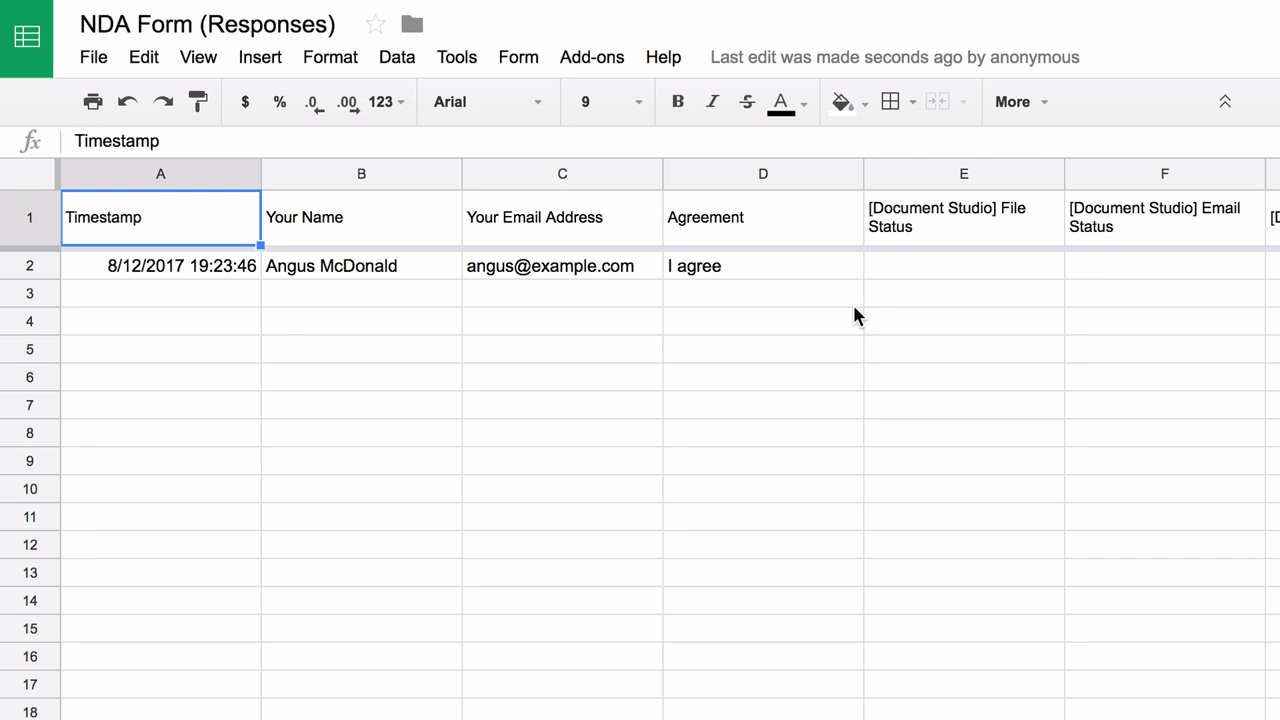 NDA Form (Responses)
File Edit View Insert Format Data Tools Form Add-ons Help Last edit was made seconds ago by anonymous
$ % .0 .00 123 Arial 9 B I S A More
fx Timestamp
A B C D E F
1 Timestamp Your Name Your Email Address Agreement [Document Studio] File Status [Document Studio] Email Status [D
2 8/12/2017 19:23:46 Angus McDonald angus@example.com I agree
3
4
5
6
7
8
9
10
11
12
13
14
15
16
17
18